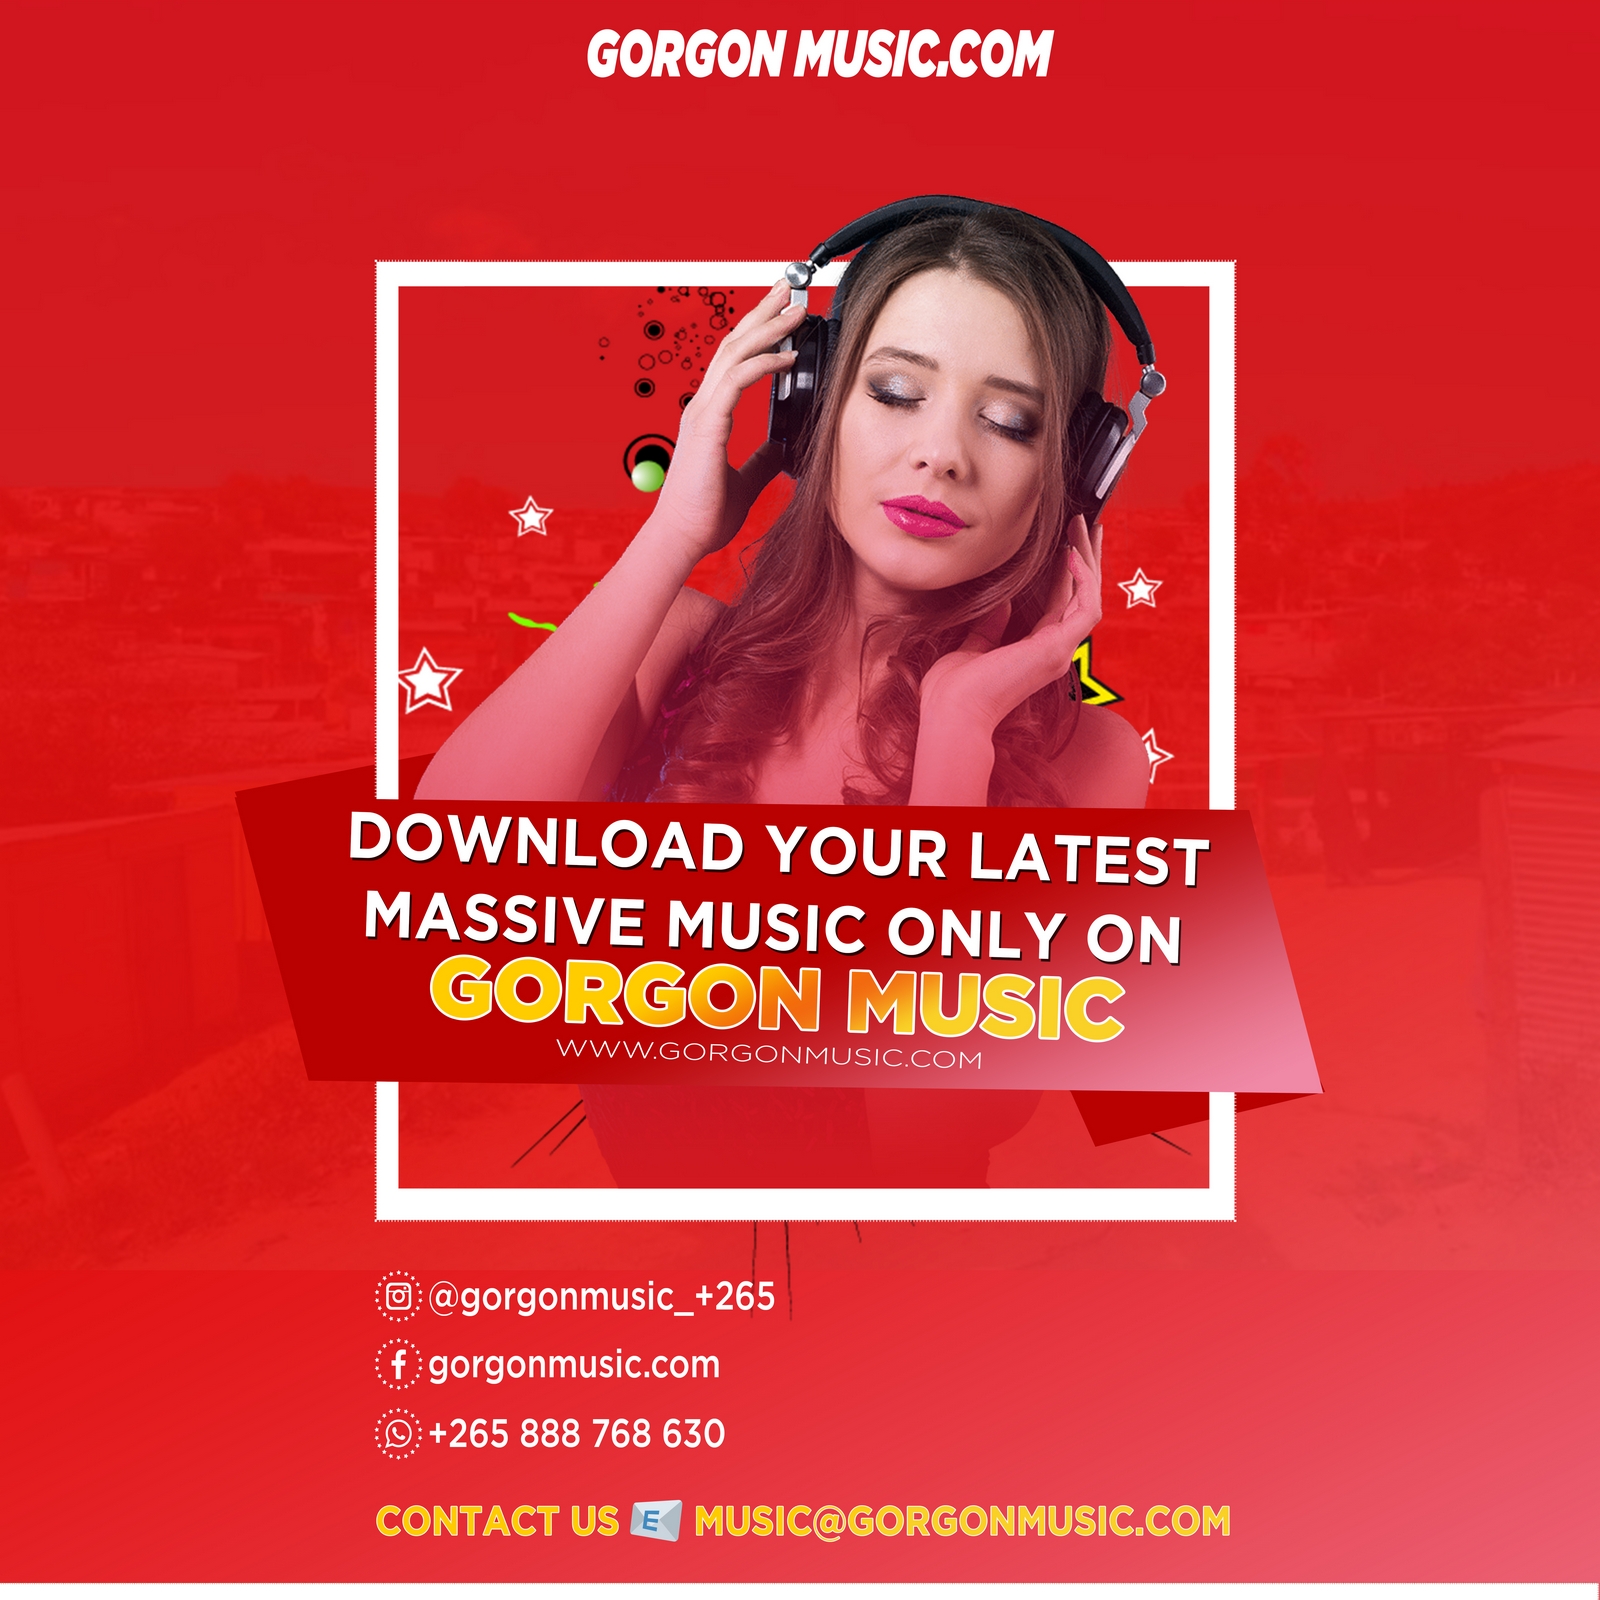 GORGON MUSIC.COM
DOWNLOAD YOUR LATEST
MASSIVE MUSIC ONLY ON
GORGON MUSIC
WWW.GORGONMUSIC.COM
@gorgonmusic_+265
gorgonmusic.com
+265 888 768 630
CONTACT US E MUSIC@GORGONMUSIC.COM